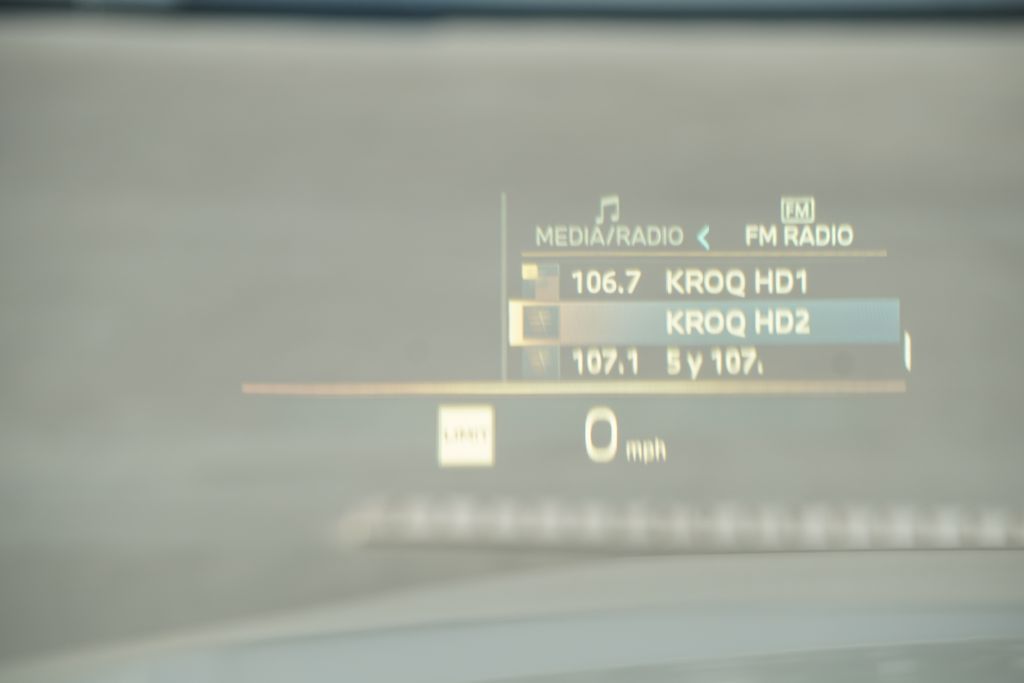 FM
MEDIA/RADIO < FM RADIO
106.7 KROQ HD1
KROQ HD2
107.1 5 y 107.
LIMIT
0 mph